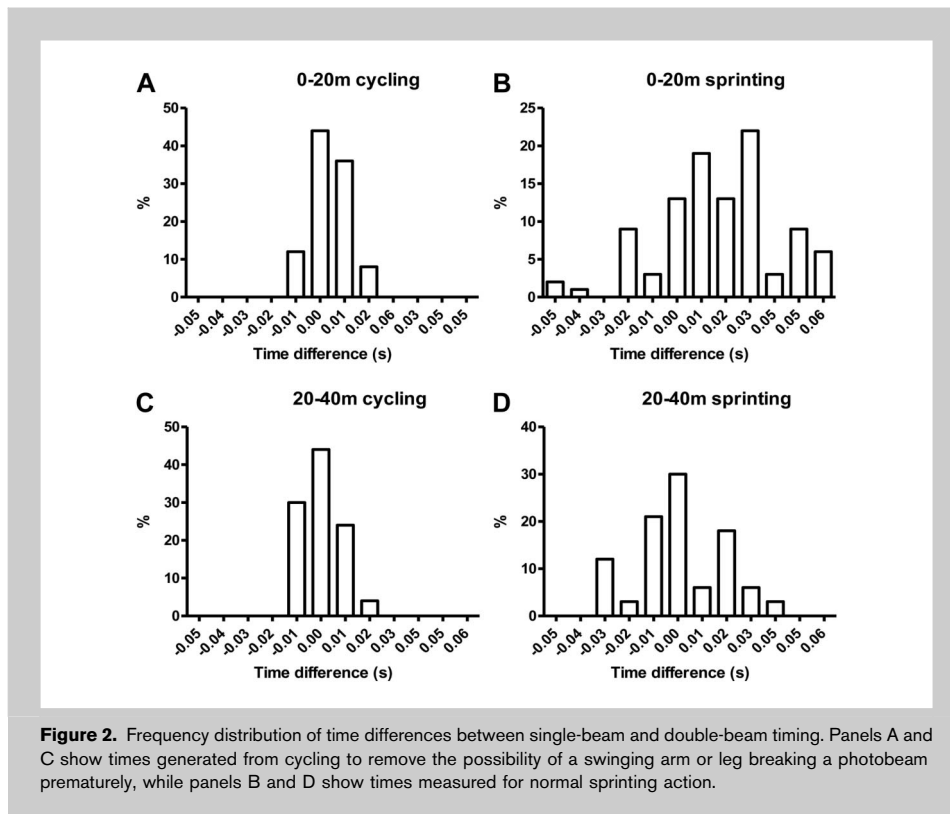 A
0-20m cycling
50
40
30
20
10
0
%
-0.05 -0.04 -0.03 -0.02 -0.01 0.00 0.01 0.02 0.06 0.03 0.05 0.05
Time difference (s)
B
0-20m sprinting
25
20
15
10
5
0
%
-0.05 -0.04 -0.03 -0.02 -0.01 0.00 0.01 0.02 0.03 0.05 0.05 0.06
Time difference (s)
C
20-40m cycling
50
40
30
20
10
0
%
-0.05 -0.04 -0.03 -0.02 -0.01 0.00 0.01 0.02 0.03 0.05 0.05 0.06
Time difference (s)
D
20-40m sprinting
40
30
20
10
0
%
-0.05 -0.04 -0.03 -0.02 -0.01 0.00 0.01 0.02 0.03 0.05 0.05 0.06
Time difference (s)
Figure 2. Frequency distribution of time differences between single-beam and double-beam timing. Panels A and
C show times generated from cycling to remove the possibility of a swinging arm or leg breaking a photobeam
prematurely, while panels B and D show times measured for normal sprinting action.